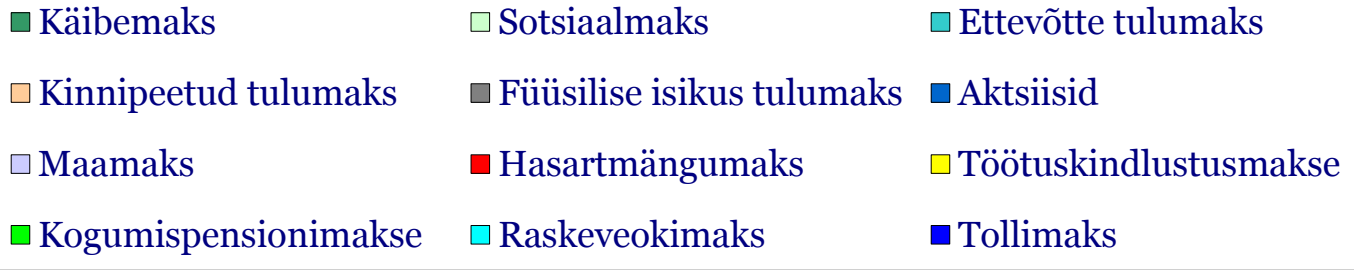 Käibemaks Sotsiaalmaks Ettevõtte tulumaks
Kinnipeetud tulumaks Füüsilise isikus tulumaks Aktsiisid
Maamaks Hasartmängumaks Töötuskindlustusmakse
Kogumispensionimakse Raskeveokimaks Tollimaks